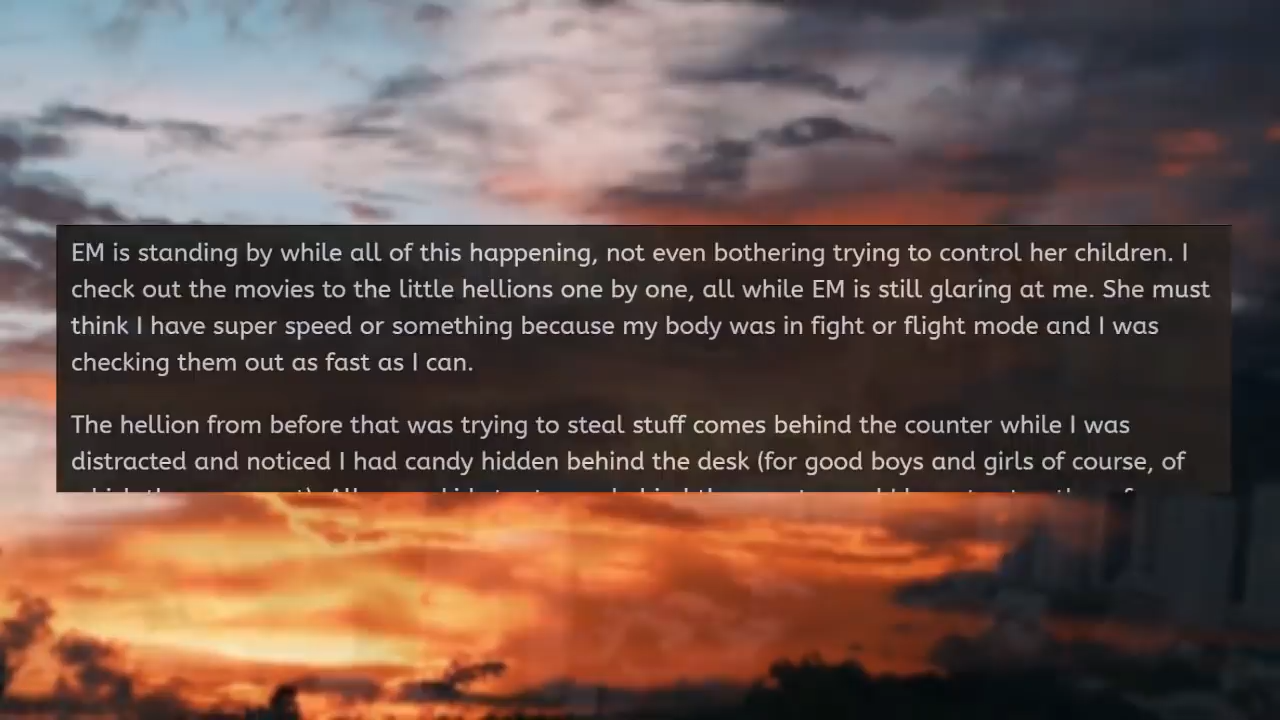 EM is standing by while all of this happening, not even bothering trying to control her children. I
check out the movies to the little hellions one by one, all while EM is still glaring at me. She must
think I have super speed or something because my body was in fight or flight mode and I was
checking them out as fast as I can.
The hellion from before that was trying to steal stuff comes behind the counter while I was
distracted and noticed I had candy hidden behind the desk (for good boys and girls of course, of